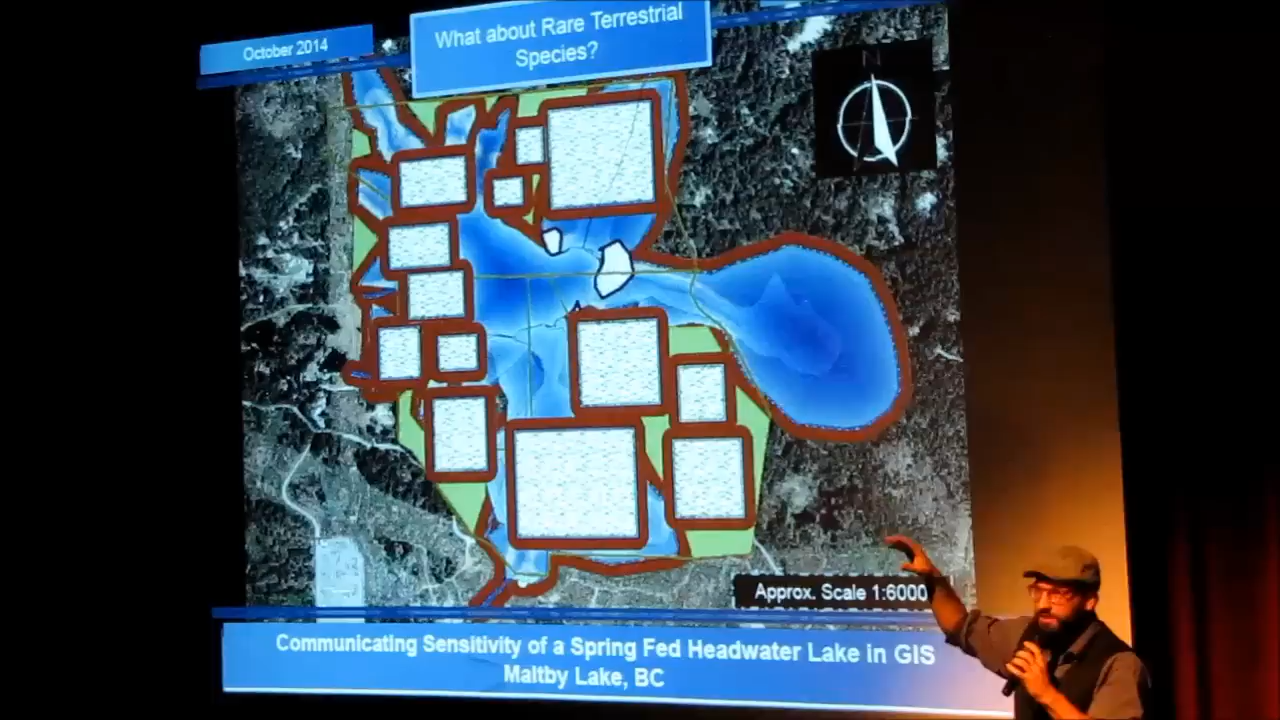 October 2014
What about Rare Terrestrial
Species?
N
Approx. Scale 1:6000
Communicating Sensitivity of a Spring Fed Headwater Lake in GIS
Maltby Lake, BC